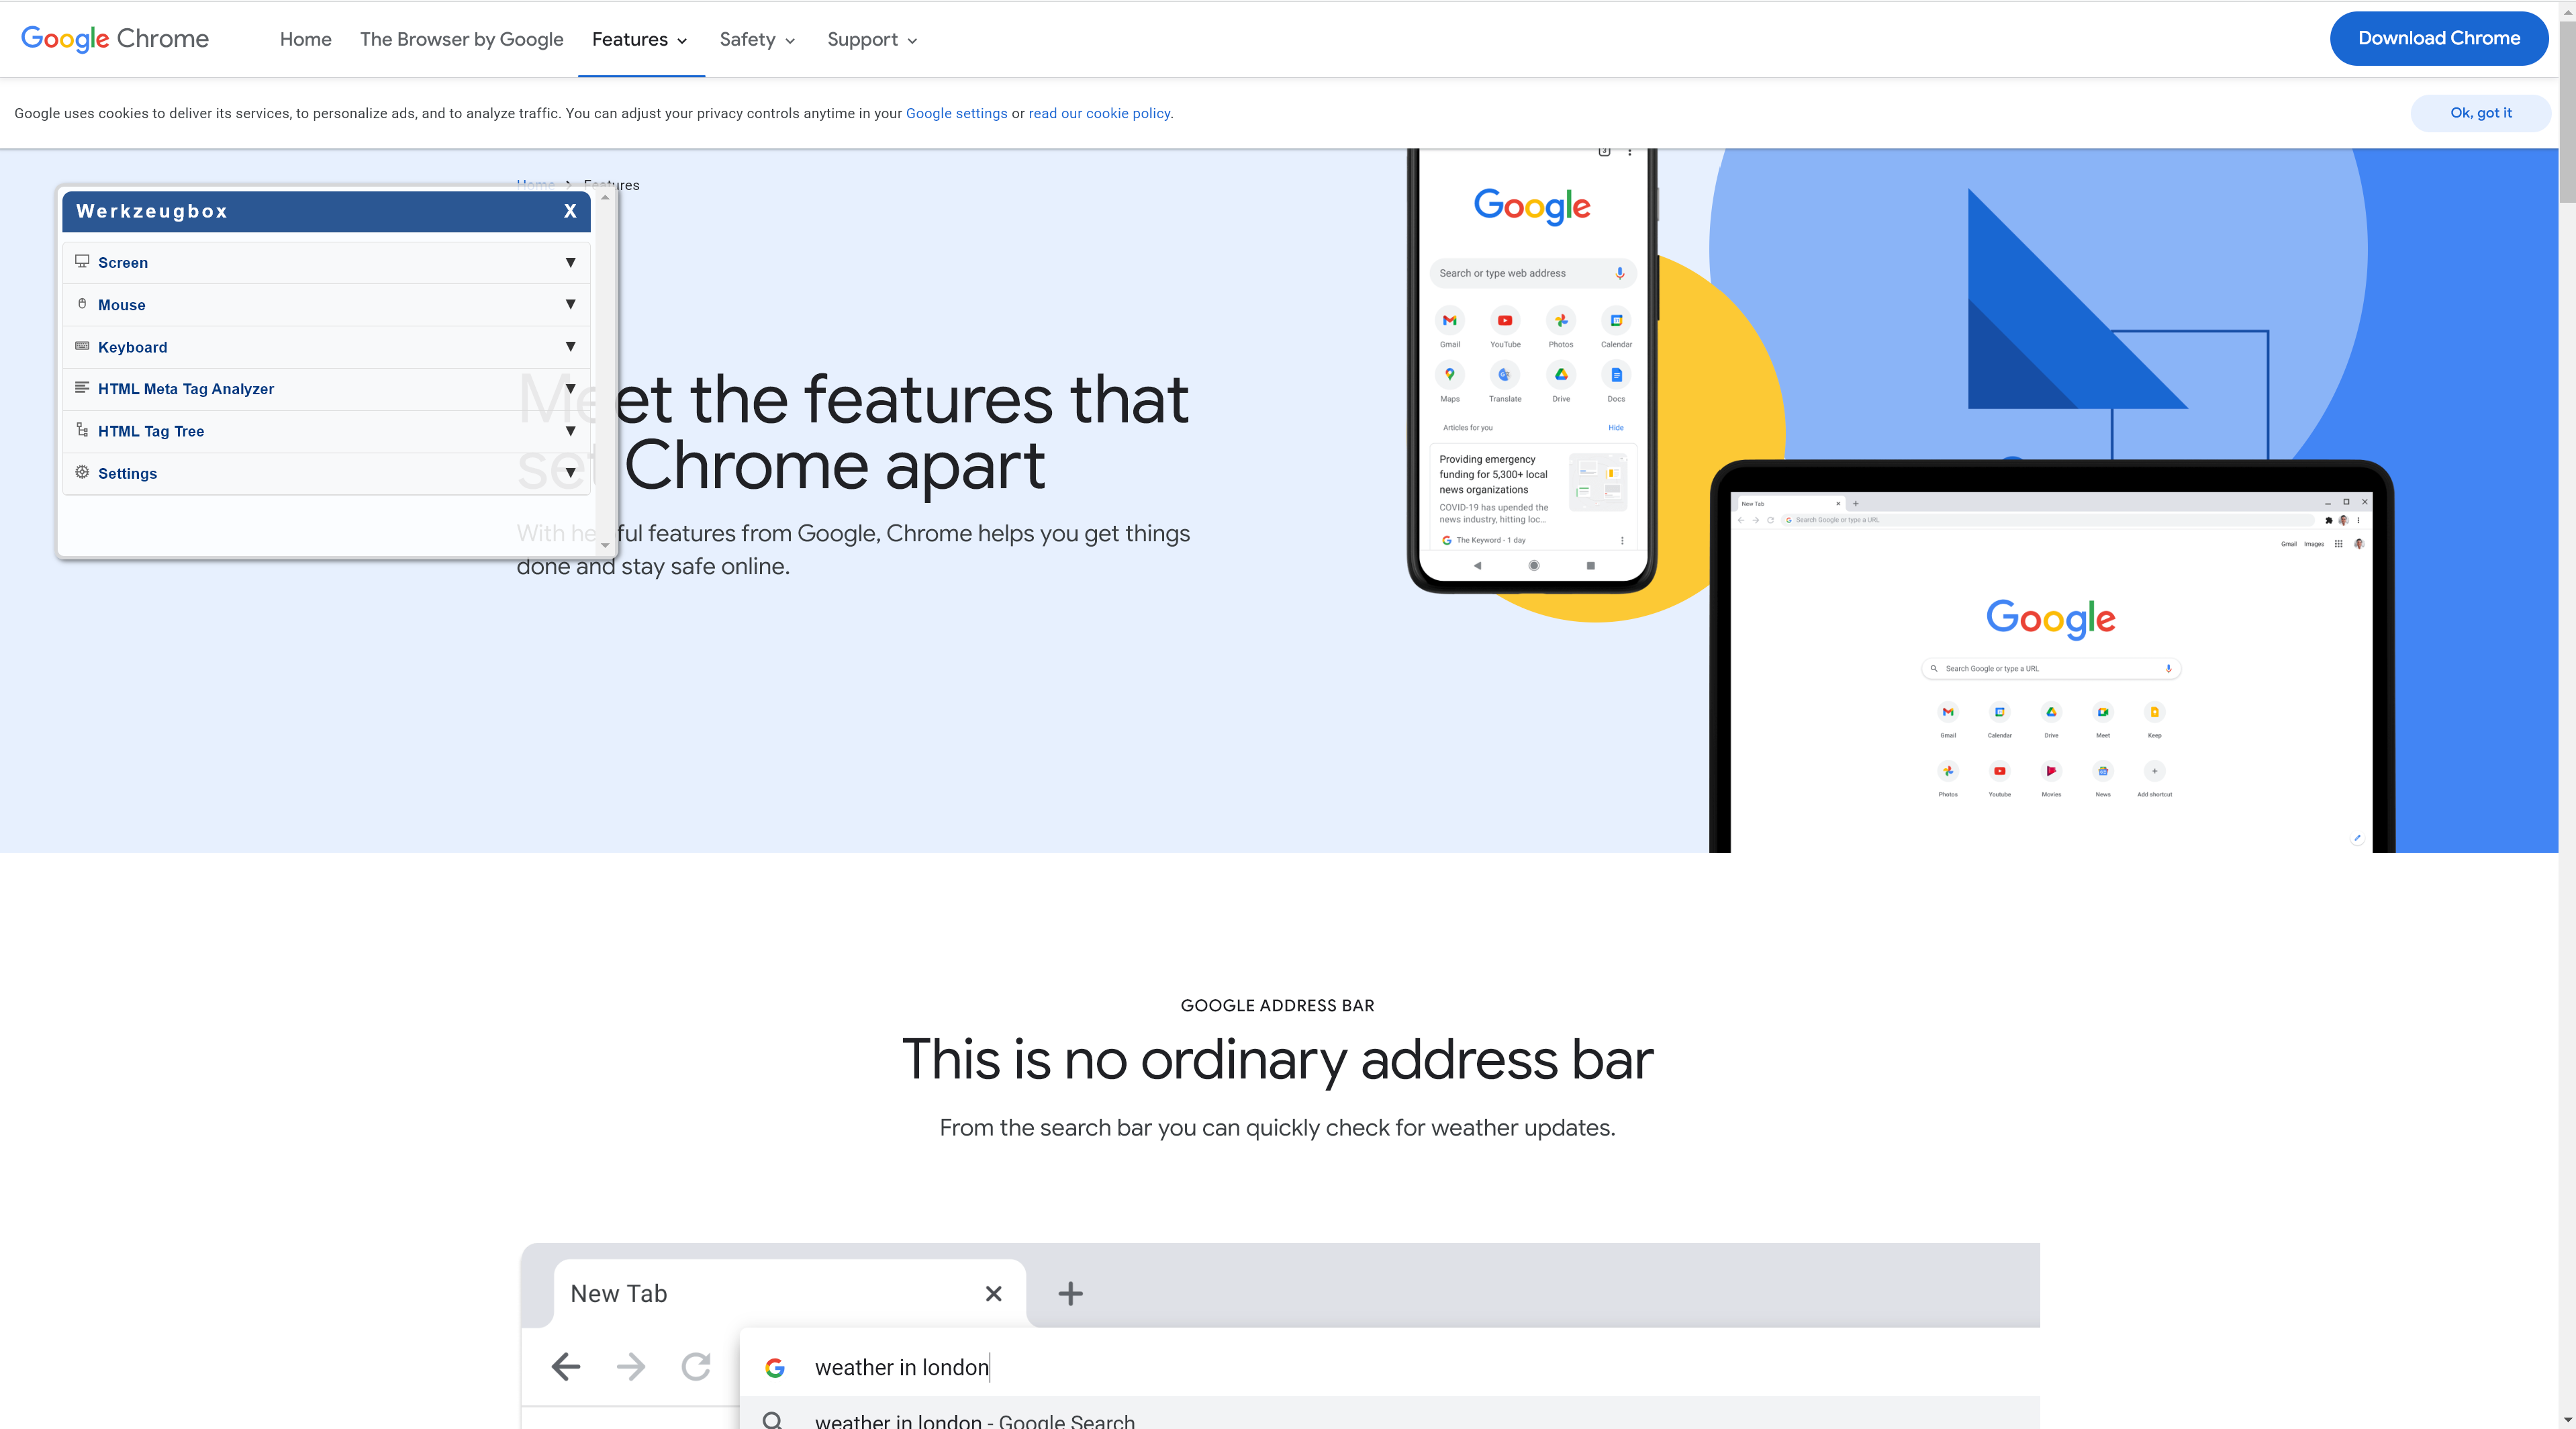 Google Chrome
Home
The Browser by Google
Features
Safety
Support
Download Chrome
Google uses cookies to deliver its services, to personalize ads, and to analyze traffic. You can adjust your privacy controls anytime in your Google settings or read our cookie policy.
Ok, got it
Home > Features
Werkzeugbox X
Screen ▼
Mouse ▼
Keyboard ▼
HTML Meta Tag Analyzer ▼
HTML Tag Tree ▼
Settings ▼
Meet the features that
set Chrome apart
With helpful features from Google, Chrome helps you get things
done and stay safe online.
3
Google
Search or type web address
Gmail YouTube Photos Calendar
Maps Translate Drive Docs
Articles for you Hide
Providing emergency
funding for 5,300+ local
news organizations
COVID-19 has upended the
news industry, hitting loc...
The Keyword - 1 day
New Tab
Search Google or type a URL
Gmail Images
Google
Search Google or type a URL
Gmail Calendar Drive Meet Keep
Photos Youtube Movies News Add shortcut
GOOGLE ADDRESS BAR
This is no ordinary address bar
From the search bar you can quickly check for weather updates.
New Tab
weather in london
weather in london - Google Search